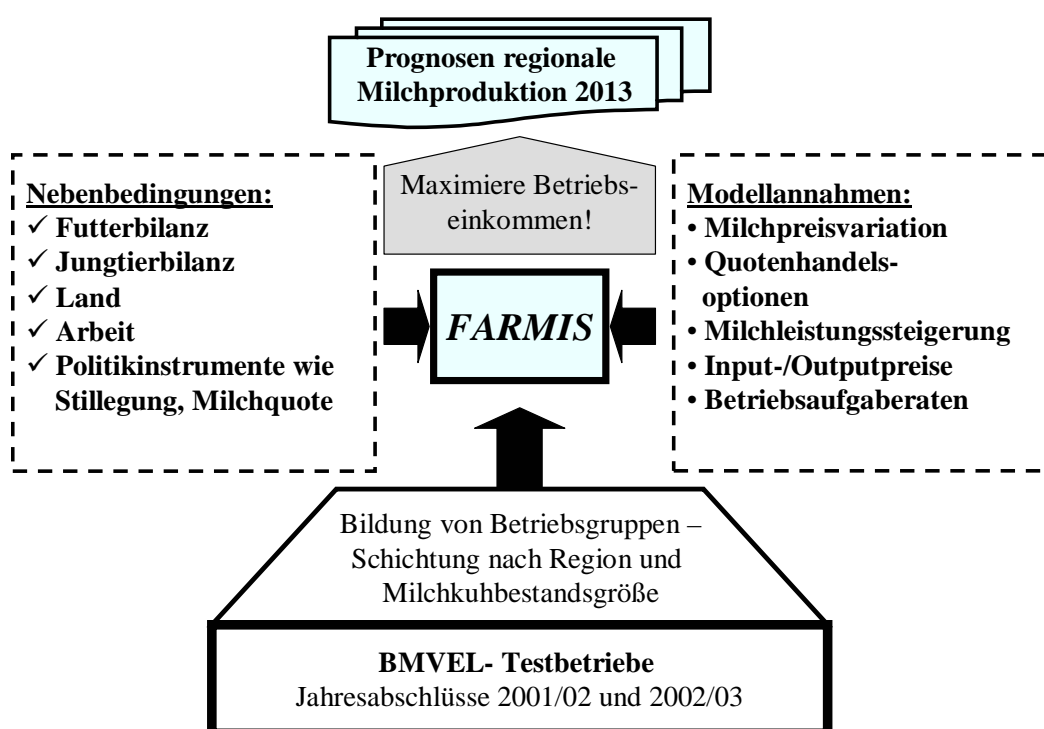 Prognosen regionale
Milchproduktion 2013
Maximiere Betriebs-
einkommen!
Nebenbedingungen:
✓ Futterbilanz
✓ Jungtierbilanz
✓ Land
✓ Arbeit
✓ Politikinstrumente wie
Stillegung, Milchquote
FARMIS
Modellannahmen:
• Milchpreisvariation
• Quotenhandels-
optionen
• Milchleistungssteigerung
• Input-/Outputpreise
• Betriebsaufgaberaten
Bildung von Betriebsgruppen –
Schichtung nach Region und
Milchkuhbestandsgröße
BMVEL- Testbetriebe
Jahresabschlüsse 2001/02 und 2002/03